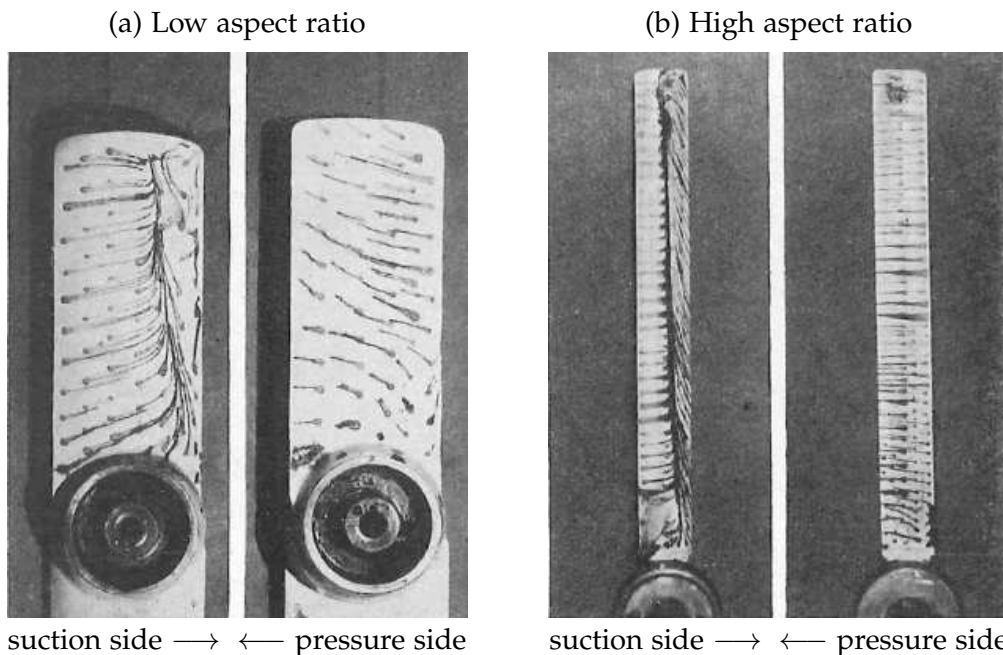 (a) Low aspect ratio
(b) High aspect ratio
suction side ⟶ ⟵ pressure side
suction side ⟶ ⟵ pressure side